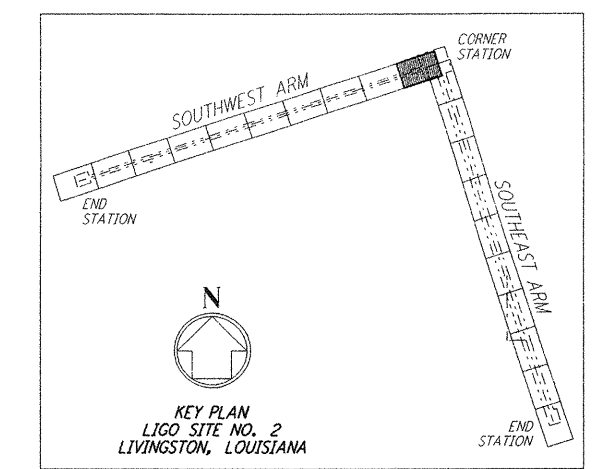 CORNER
STATION
SOUTHWEST ARM
END
STATION
SOUTHEAST ARM
N
KEY PLAN
LIGO SITE NO. 2
LIVINGSTON, LOUISIANA
END
STATION